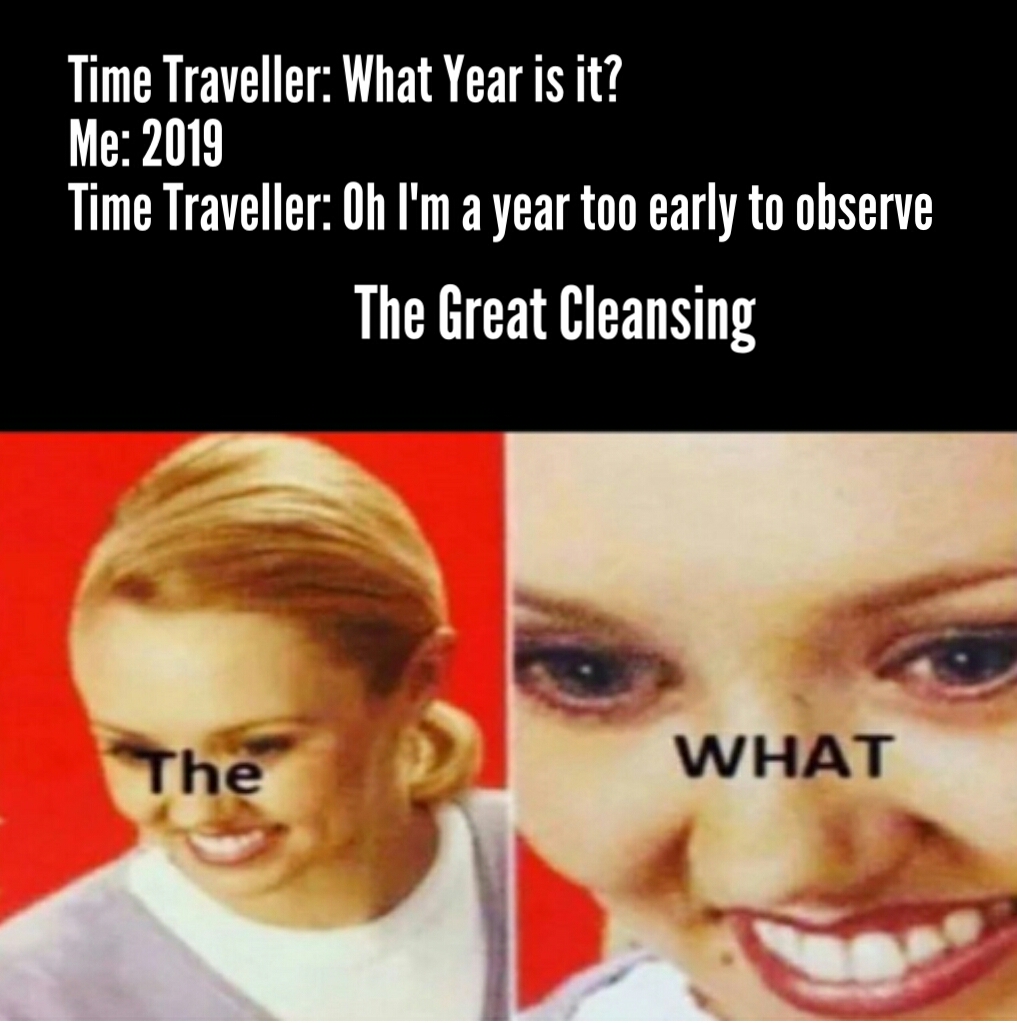 Time Traveller: What Year is it?
Me: 2019
Time Traveller: Oh I'm a year too early to observe
The Great Cleansing
The
WHAT